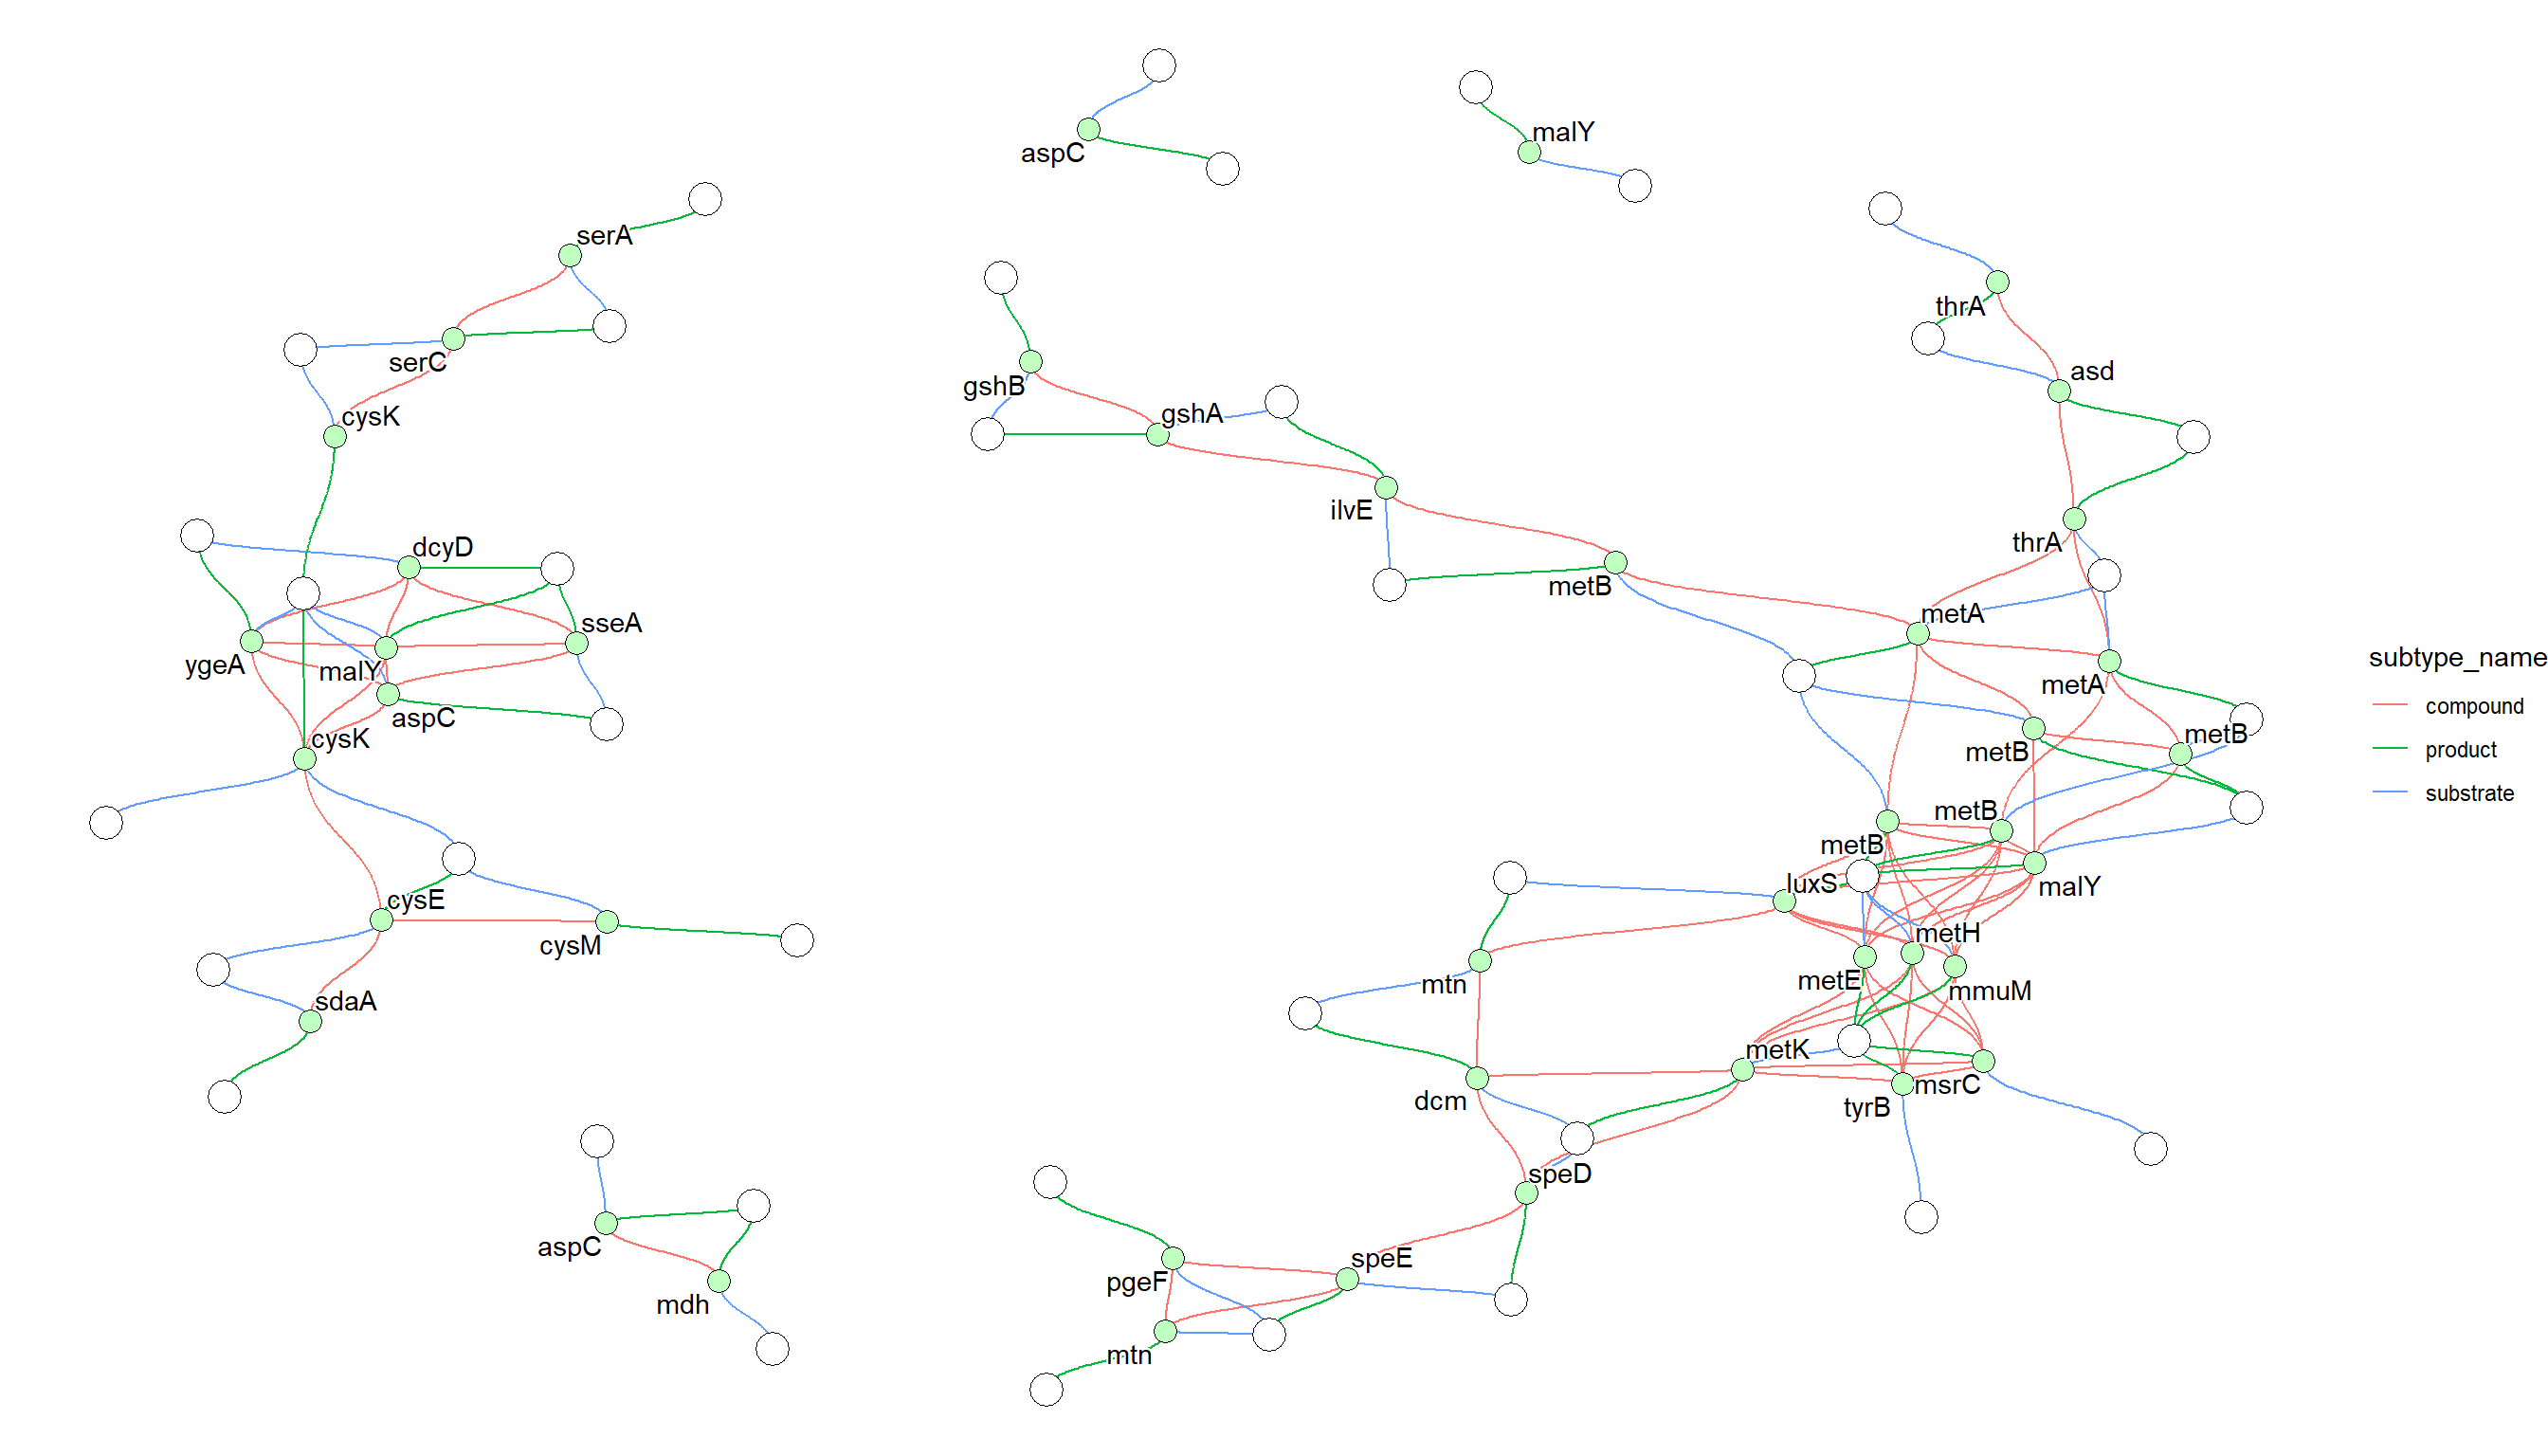 aspC
malY
serA
thrA
serC
asd
gshB
gshA
cysK
ilvE
thrA
dcyD
metB
metA
sseA
ygeA
malY
metA
aspC
cysK
metB
metB
metB
metB
luxS
malY
cysE
cysM
metH
mtn
metE
mmuM
sdaA
metK
dcm
tyrB
msrC
speD
aspC
pgeF
speE
mdh
mtn
subtype_name
compound
product
substrate